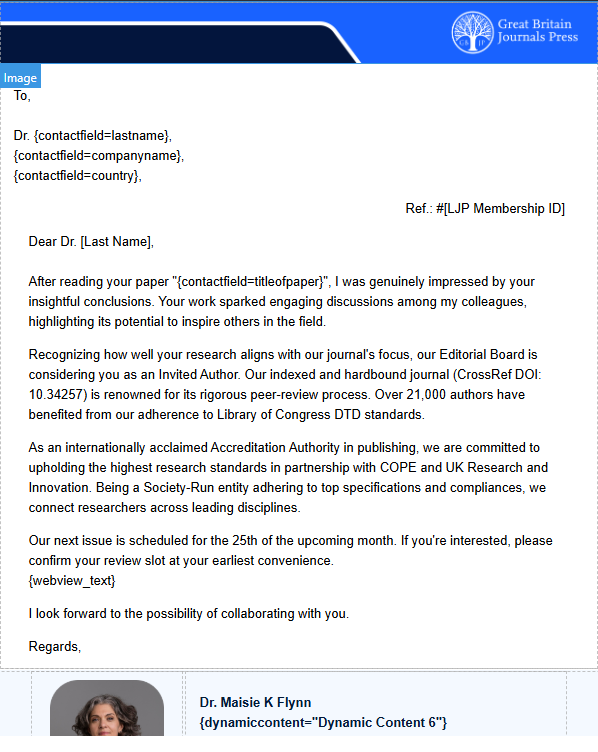 Great Britain
Journals Press
GB JP
Image
To,
Dr. {contactfield=lastname},
{contactfield=companyname},
{contactfield=country},
Ref.: #[LJP Membership ID]
Dear Dr. [Last Name],
After reading your paper "{contactfield=titleofpaper}", I was genuinely impressed by your
insightful conclusions. Your work sparked engaging discussions among my colleagues,
highlighting its potential to inspire others in the field.
Recognizing how well your research aligns with our journal's focus, our Editorial Board is
considering you as an Invited Author. Our indexed and hardbound journal (CrossRef DOI:
10.34257) is renowned for its rigorous peer-review process. Over 21,000 authors have
benefited from our adherence to Library of Congress DTD standards.
As an internationally acclaimed Accreditation Authority in publishing, we are committed to
upholding the highest research standards in partnership with COPE and UK Research and
Innovation. Being a Society-Run entity adhering to top specifications and compliances, we
connect researchers across leading disciplines.
Our next issue is scheduled for the 25th of the upcoming month. If you're interested, please
confirm your review slot at your earliest convenience.
{webview_text}
I look forward to the possibility of collaborating with you.
Regards,
Dr. Maisie K Flynn
{dynamiccontent="Dynamic Content 6"}